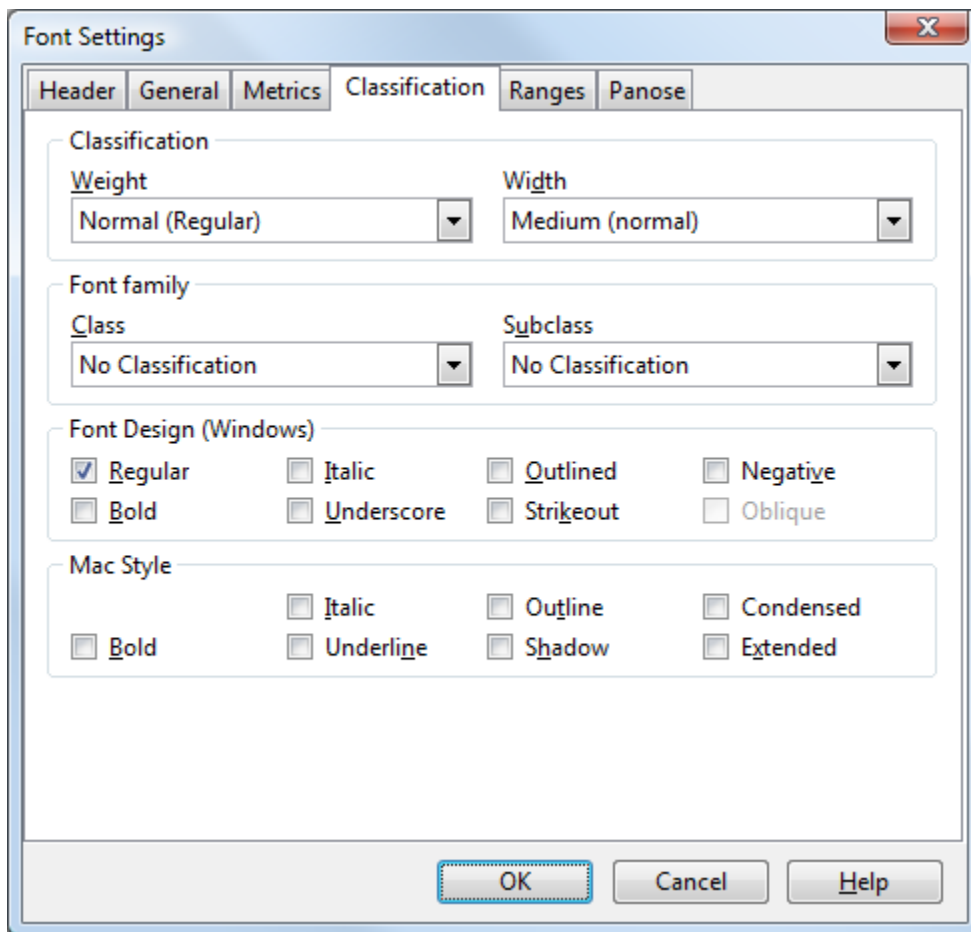 Font Settings
Header General Metrics Classification Ranges Panose
Classification
Weight Width
Normal (Regular) Medium (normal)
Font family
Class Subclass
No Classification No Classification
Font Design (Windows)
Regular Italic Outlined Negative
Bold Underscore Strikeout Oblique
Mac Style
Italic Outline Condensed
Bold Underline Shadow Extended
OK Cancel Help